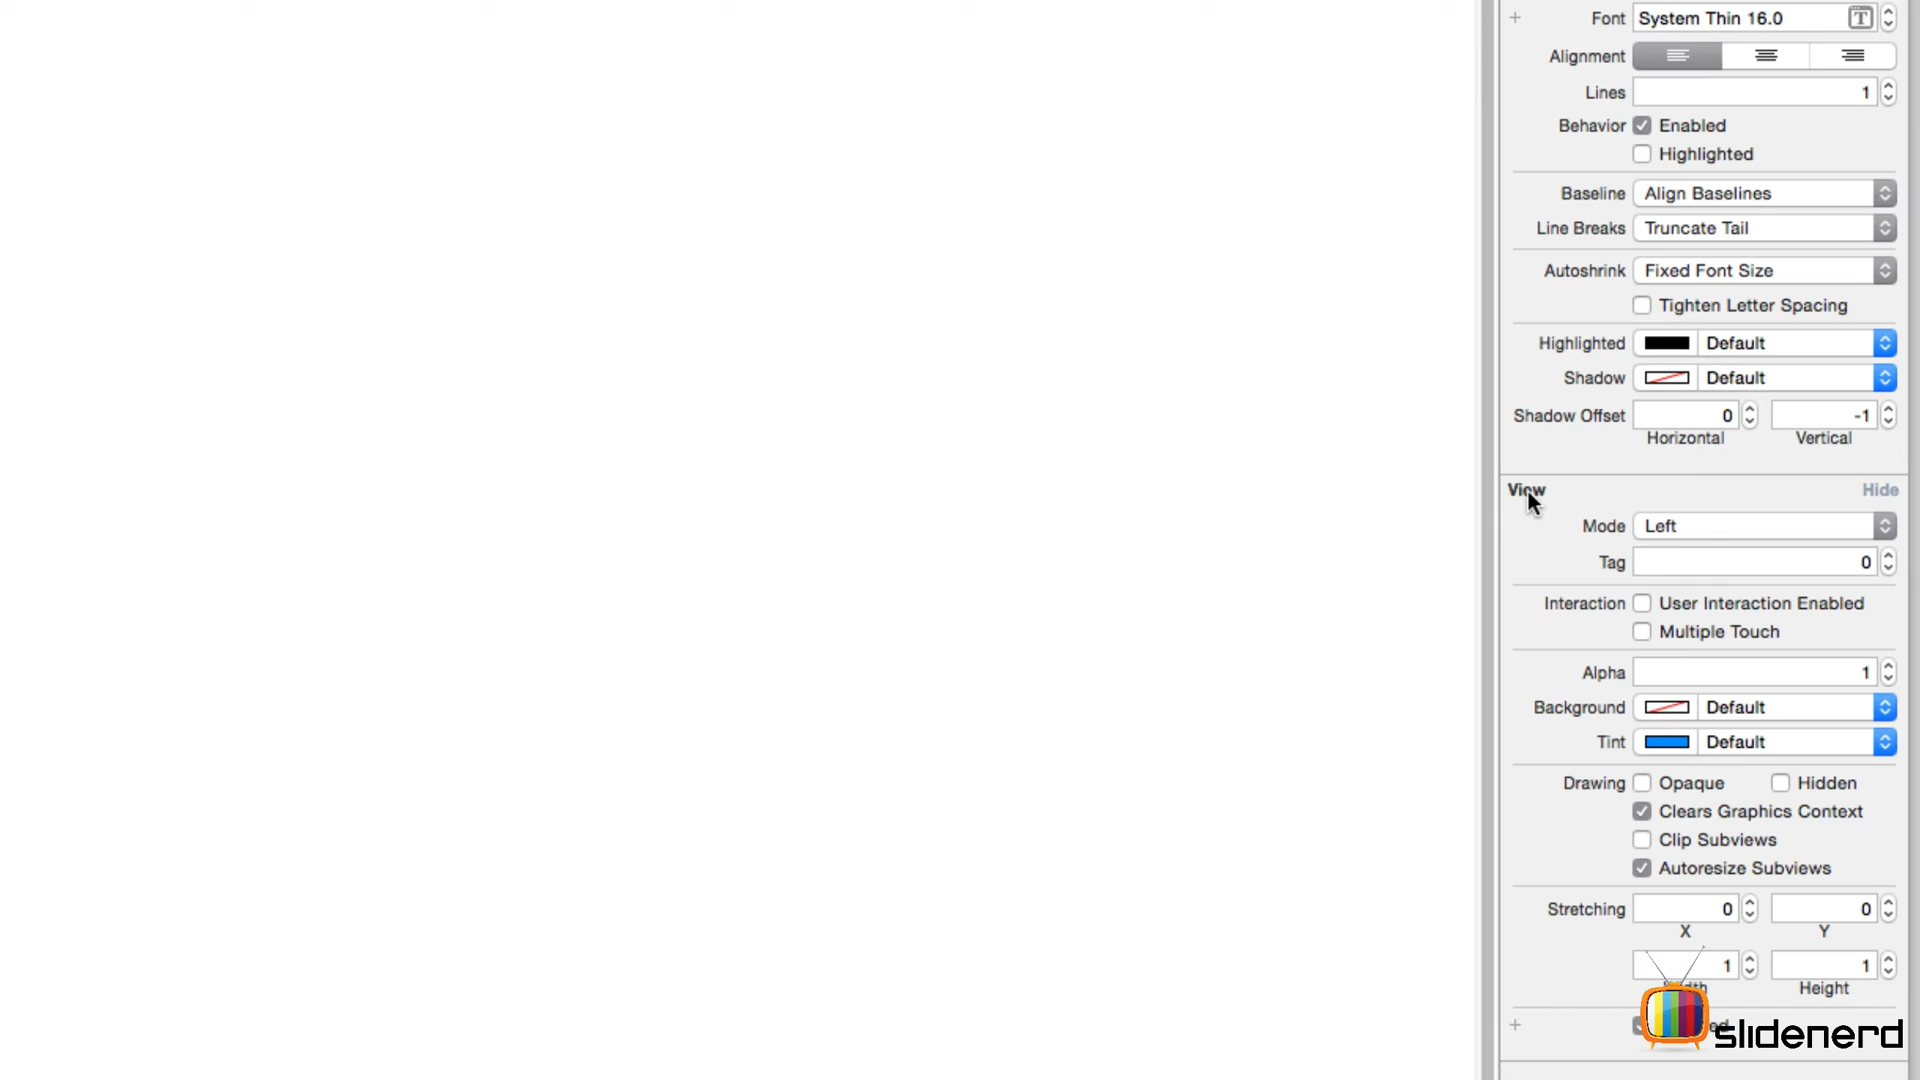 Font System Thin 16.0 T
Alignment
Lines 1
Behavior Enabled
Highlighted
Baseline Align Baselines
Line Breaks Truncate Tail
Autoshrink Fixed Font Size
Tighten Letter Spacing
Highlighted Default
Shadow Default
Shadow Offset 0 -1
Horizontal Vertical
View Hide
Mode Left
Tag 0
Interaction User Interaction Enabled
Multiple Touch
Alpha 1
Background Default
Tint Default
Drawing Opaque Hidden
Clears Graphics Context
Clip Subviews
Autoresize Subviews
Stretching 0 0
X Y
1 1
Height
slidenerd